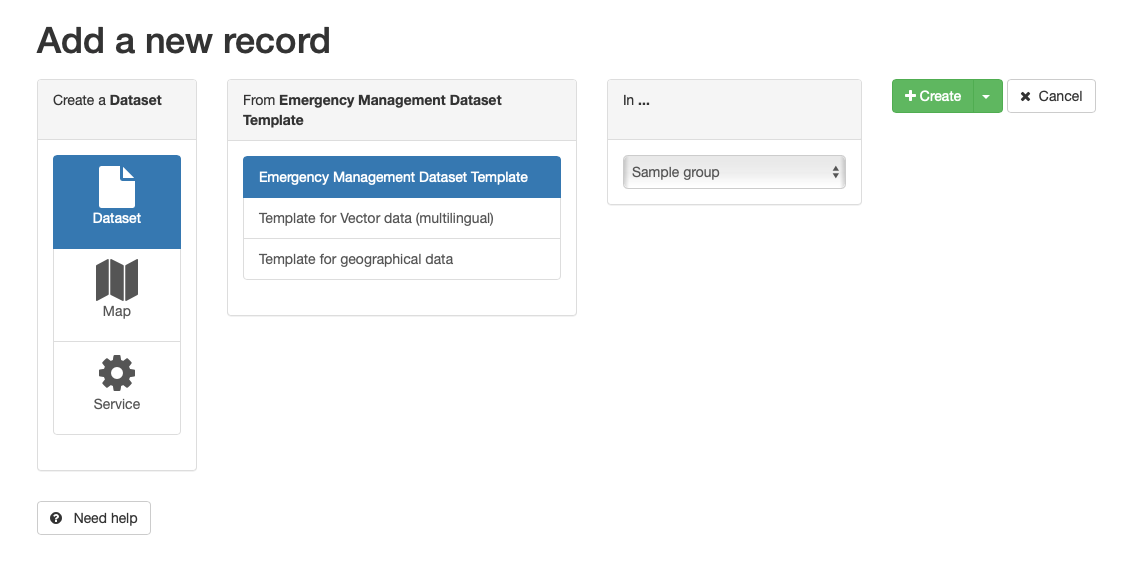 Add a new record
Create a Dataset
Dataset
Map
Service
From Emergency Management Dataset
Template
Emergency Management Dataset Template
Template for Vector data (multilingual)
Template for geographical data
In ...
Sample group
Create
Cancel
Need help